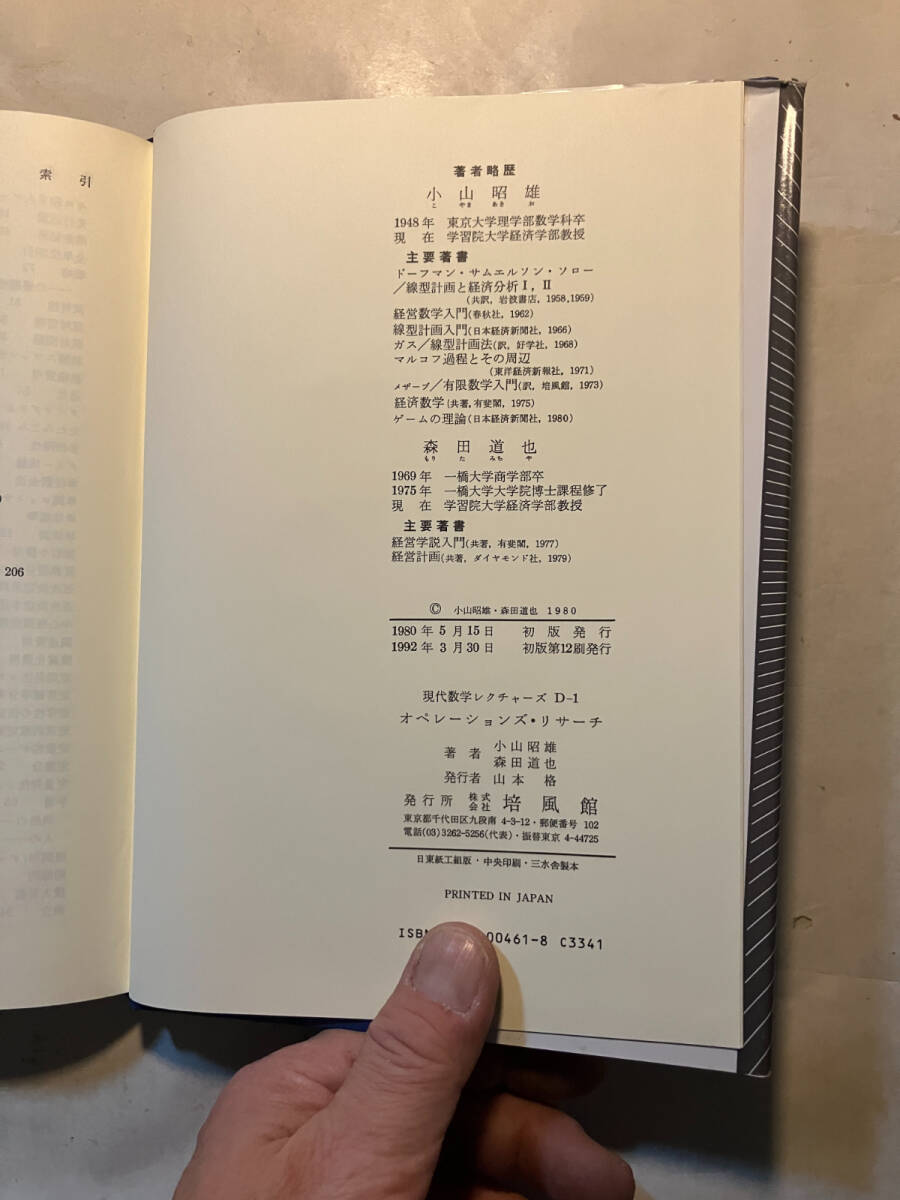 索引
206
著者略歴
小山昭雄
こ やま あき お
1948年 東京大学理学部数学科卒
現在 学習院大学経済学部教授
主要著書
ドーフマン・サムエルソン・ソロー
/線型計画と経済分析Ⅰ,Ⅱ
(共訳,岩波書店,1958,1959)
経営数学入門(春秋社,1962)
線型計画入門(日本経済新聞社,1966)
ガス/線型計画法(訳,好学社,1968)
マルコフ過程とその周辺
(東洋経済新報社,1971)
メザーブ/有限数学入門(訳,培風館,1973)
経済数学(共著,有斐閣,1975)
ゲームの理論(日本経済新聞社,1980)
森田道也
もり た みち や
1969年 一橋大学商学部卒
1975年 一橋大学大学院博士課程修了
現在 学習院大学経済学部教授
主要著書
経営学説入門(共著,有斐閣,1977)
経営計画(共著,ダイヤモンド社,1979)
© 小山昭雄・森田道也 1980
1980年5月15日 初版発行
1992年3月30日 初版第12刷発行
現代数学レクチャーズ D-1
オペレーションズ・リサーチ
著者 小山昭雄
森田道也
発行者 山本格
発行所 株式会社 培風館
東京都千代田区九段南4-3-12・郵便番号102
電話(03)3262-5256(代表)・振替東京4-44725
日東紙工組版・中央印刷・三水舎製本
PRINTED IN JAPAN
ISBN 00461-8 C3341